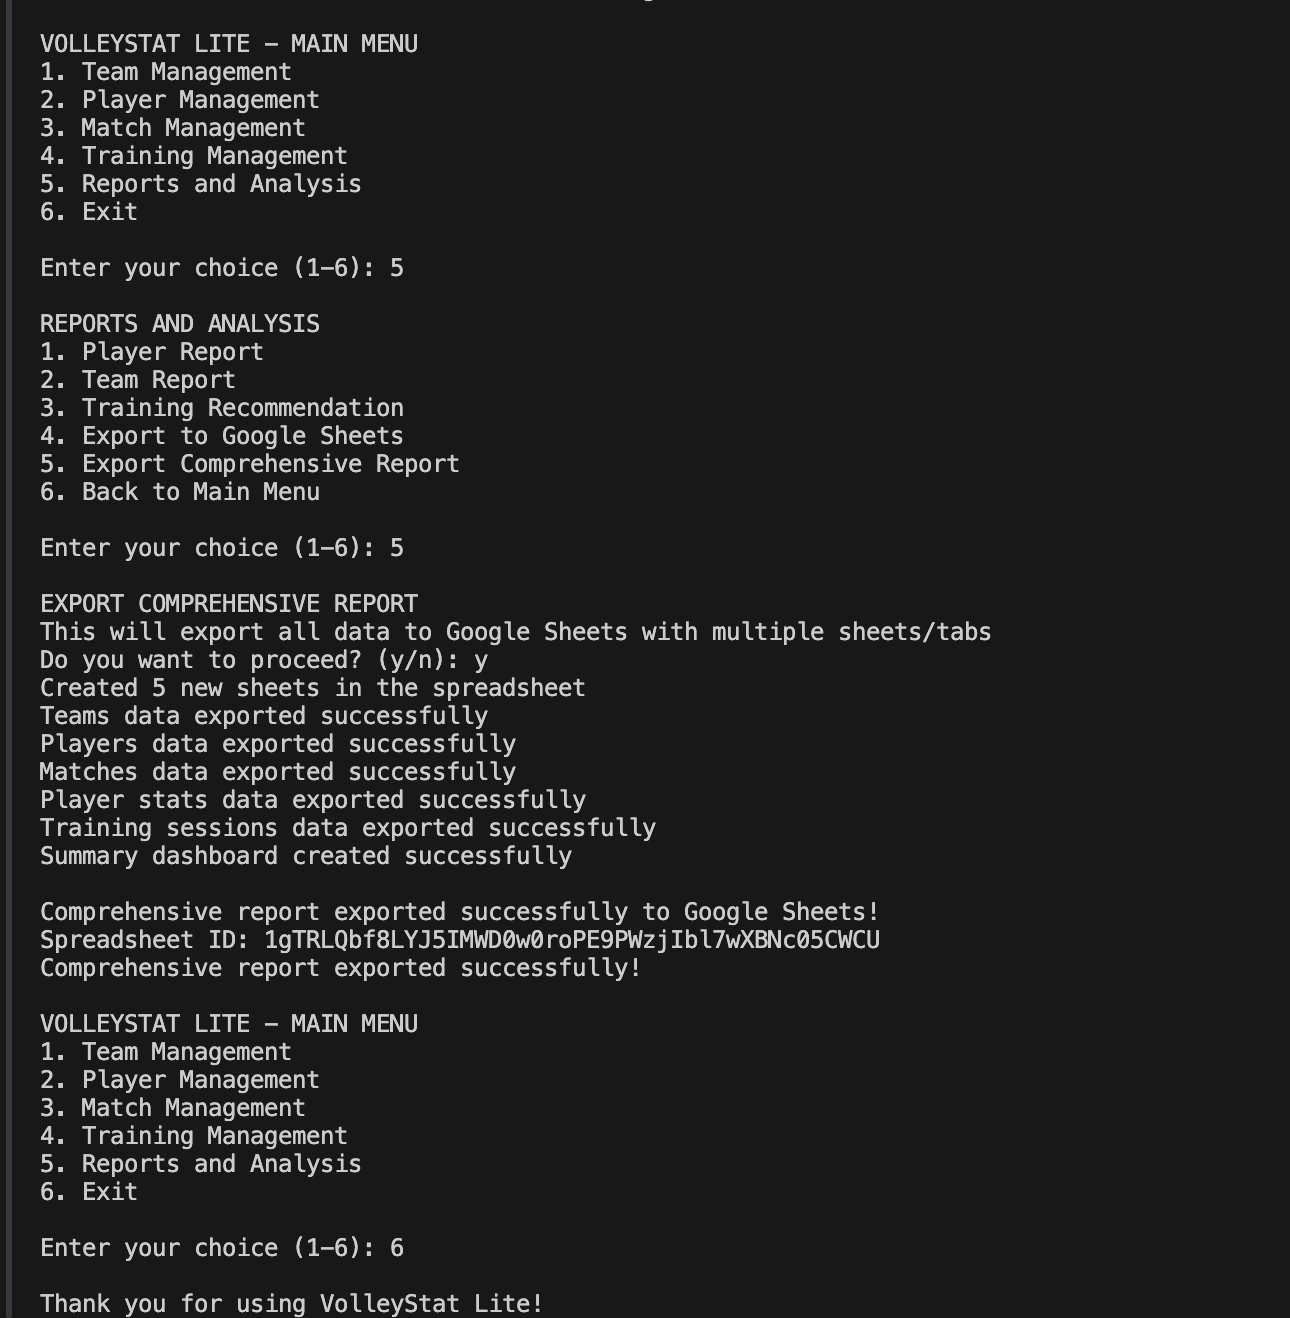 VOLLEYSTAT LITE – MAIN MENU
1. Team Management
2. Player Management
3. Match Management
4. Training Management
5. Reports and Analysis
6. Exit
Enter your choice (1–6): 5
REPORTS AND ANALYSIS
1. Player Report
2. Team Report
3. Training Recommendation
4. Export to Google Sheets
5. Export Comprehensive Report
6. Back to Main Menu
Enter your choice (1–6): 5
EXPORT COMPREHENSIVE REPORT
This will export all data to Google Sheets with multiple sheets/tabs
Do you want to proceed? (y/n): y
Created 5 new sheets in the spreadsheet
Teams data exported successfully
Players data exported successfully
Matches data exported successfully
Player stats data exported successfully
Training sessions data exported successfully
Summary dashboard created successfully
Comprehensive report exported successfully to Google Sheets!
Spreadsheet ID: 1gTRLQbf8LYJ5IMWD0w0roPE9PWzjIbl7wXBNc05CWCU
Comprehensive report exported successfully!
VOLLEYSTAT LITE – MAIN MENU
1. Team Management
2. Player Management
3. Match Management
4. Training Management
5. Reports and Analysis
6. Exit
Enter your choice (1–6): 6
Thank you for using VolleyStat Lite!